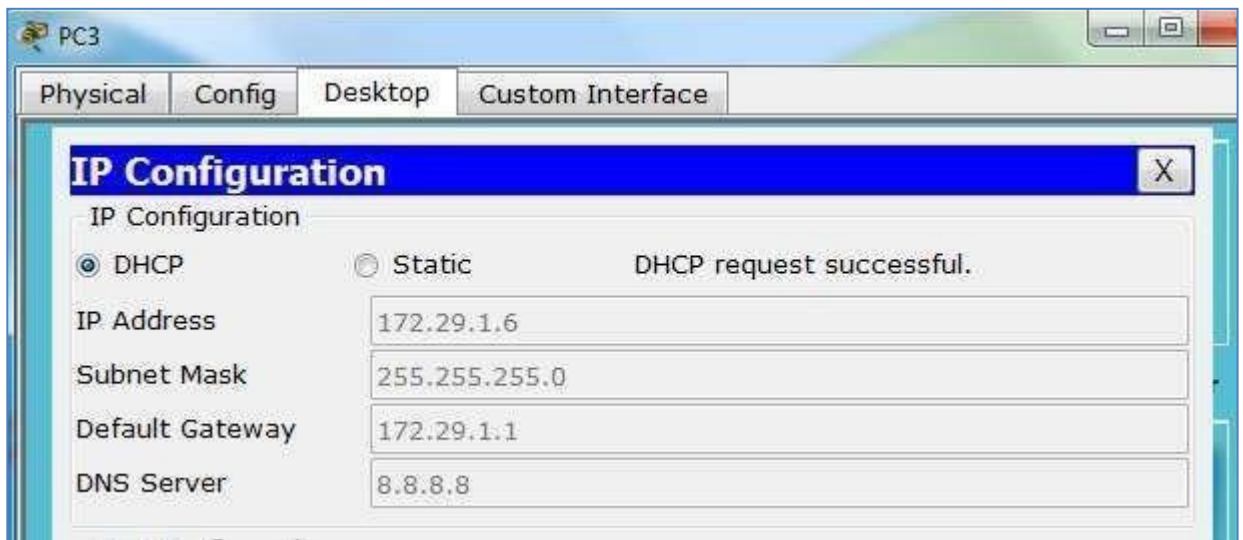 PC3
Physical Config Desktop Custom Interface
IP Configuration X
IP Configuration
DHCP Static DHCP request successful.
IP Address 172.29.1.6
Subnet Mask 255.255.255.0
Default Gateway 172.29.1.1
DNS Server 8.8.8.8